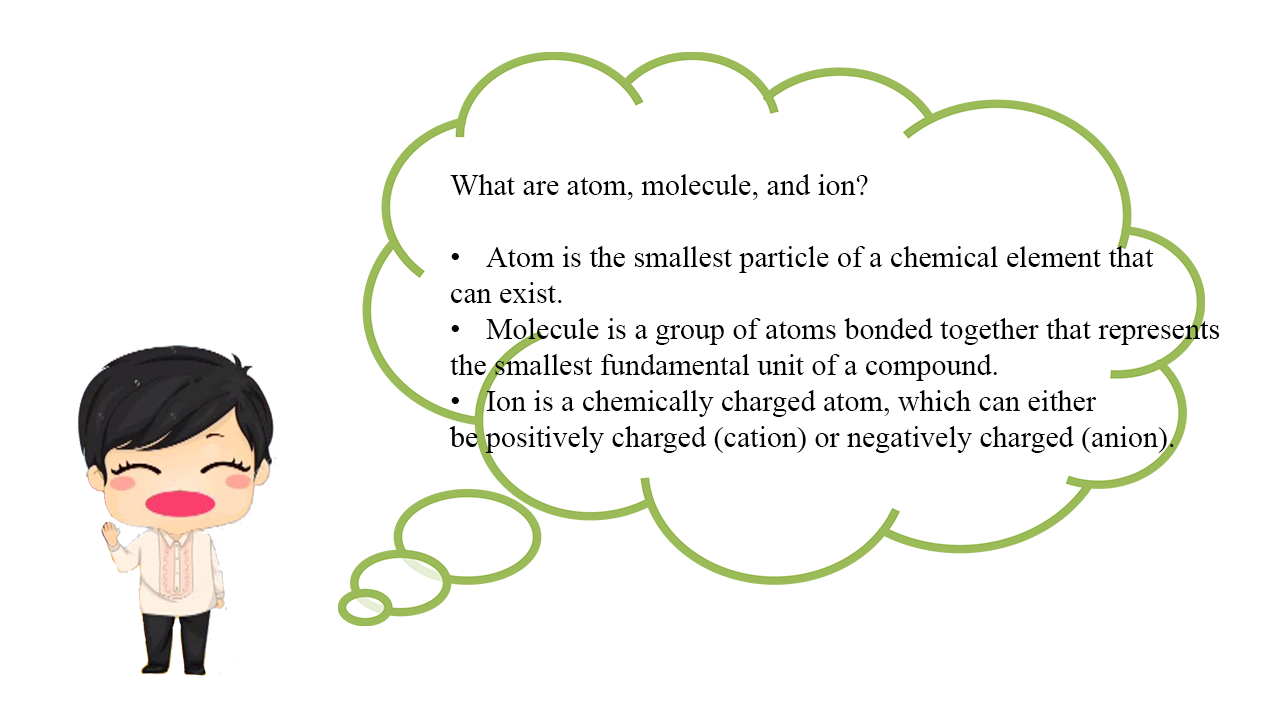 What are atom, molecule, and ion?
• Atom is the smallest particle of a chemical element that
can exist.
• Molecule is a group of atoms bonded together that represents
the smallest fundamental unit of a compound.
• Ion is a chemically charged atom, which can either
be positively charged (cation) or negatively charged (anion).